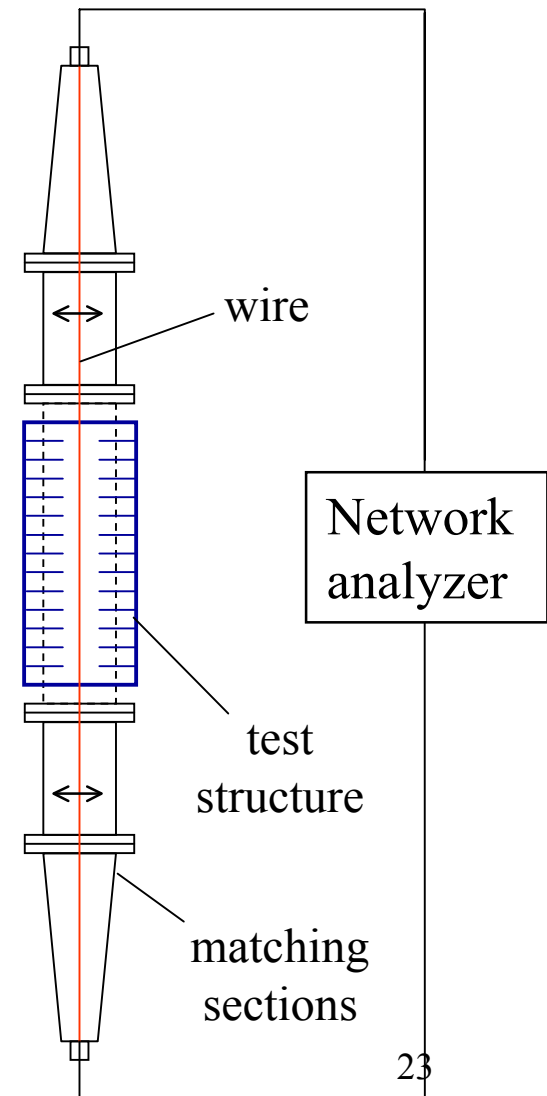 wire
Network
analyzer
test
structure
matching
sections
23